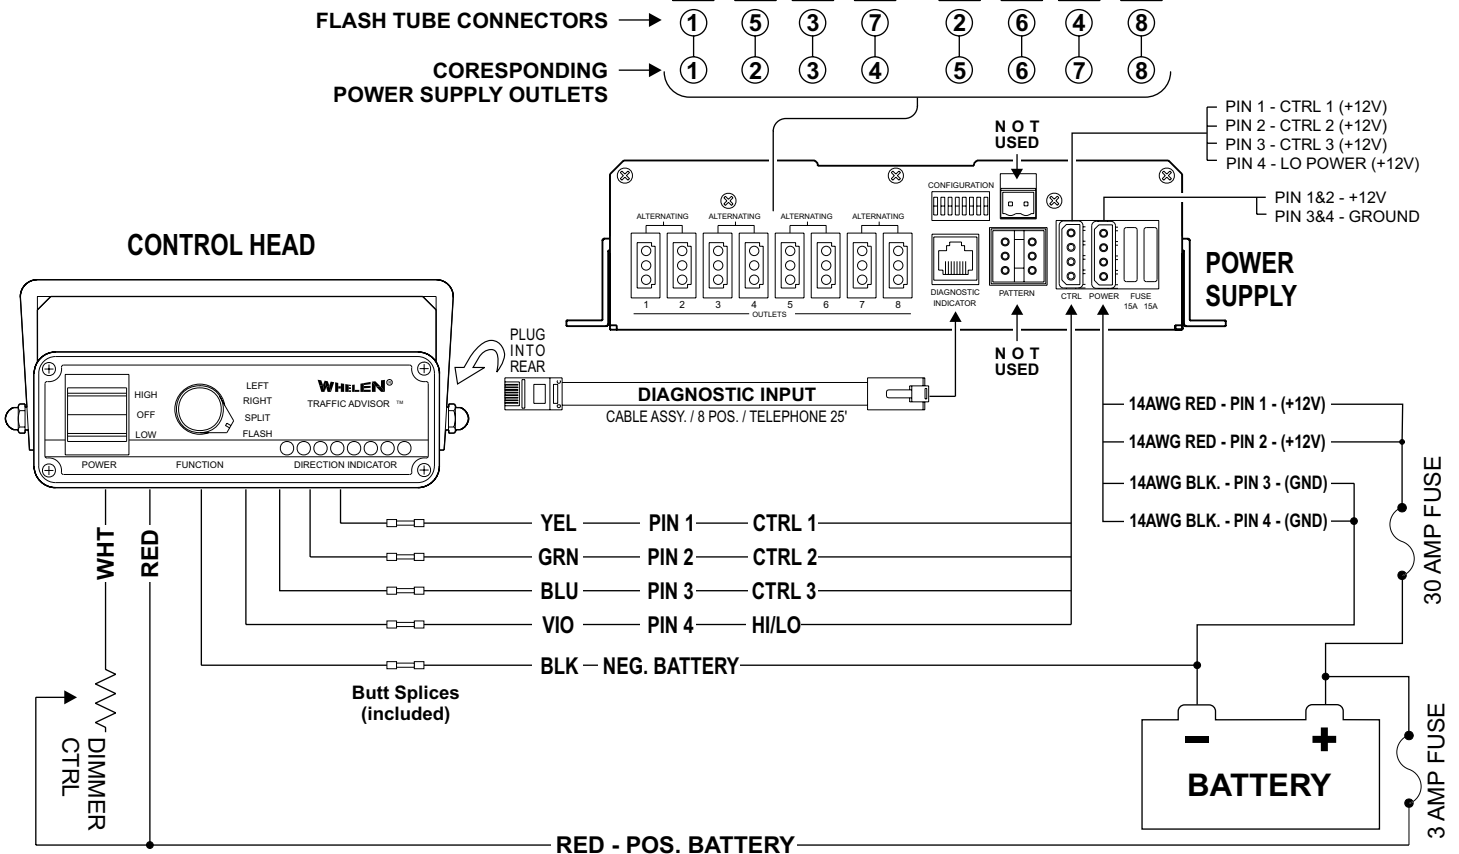 FLASH TUBE CONNECTORS
1 5 3 7 2 6 4 8
CORESPONDING
POWER SUPPLY OUTLETS
1 2 3 4 5 6 7 8
NOT
USED
PIN 1 - CTRL 1 (+12V)
PIN 2 - CTRL 2 (+12V)
PIN 3 - CTRL 3 (+12V)
PIN 4 - LO POWER (+12V)
PIN 1&2 - +12V
PIN 3&4 - GROUND
CONFIGURATION
ALTERNATING ALTERNATING ALTERNATING ALTERNATING
1 2 3 4 5 6 7 8
OUTLETS
DIAGNOSTIC
INDICATOR
PATTERN
CTRL POWER FUSE
15A 15A
POWER
SUPPLY
NOT
USED
CONTROL HEAD
HIGH
OFF
LOW
POWER
LEFT
RIGHT
SPLIT
FLASH
FUNCTION
WHELEN®
TRAFFIC ADVISOR ™
DIRECTION INDICATOR
PLUG
INTO
REAR
DIAGNOSTIC INPUT
CABLE ASSY. / 8 POS. / TELEPHONE 25'
14AWG RED - PIN 1 - (+12V)
14AWG RED - PIN 2 - (+12V)
14AWG BLK. - PIN 3 - (GND)
14AWG BLK. - PIN 4 - (GND)
30 AMP FUSE
WHT
RED
YEL PIN 1 CTRL 1
GRN PIN 2 CTRL 2
BLU PIN 3 CTRL 3
VIO PIN 4 HI/LO
BLK NEG. BATTERY
Butt Splices
(included)
DIMMER
CTRL
- +
BATTERY
3 AMP FUSE
RED - POS. BATTERY